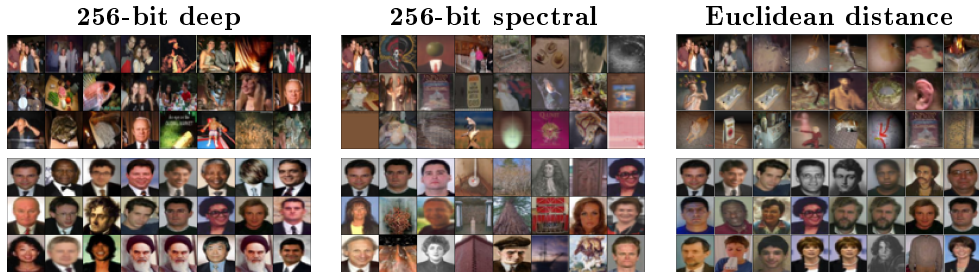 256-bit deep
256-bit spectral
Euclidean distance